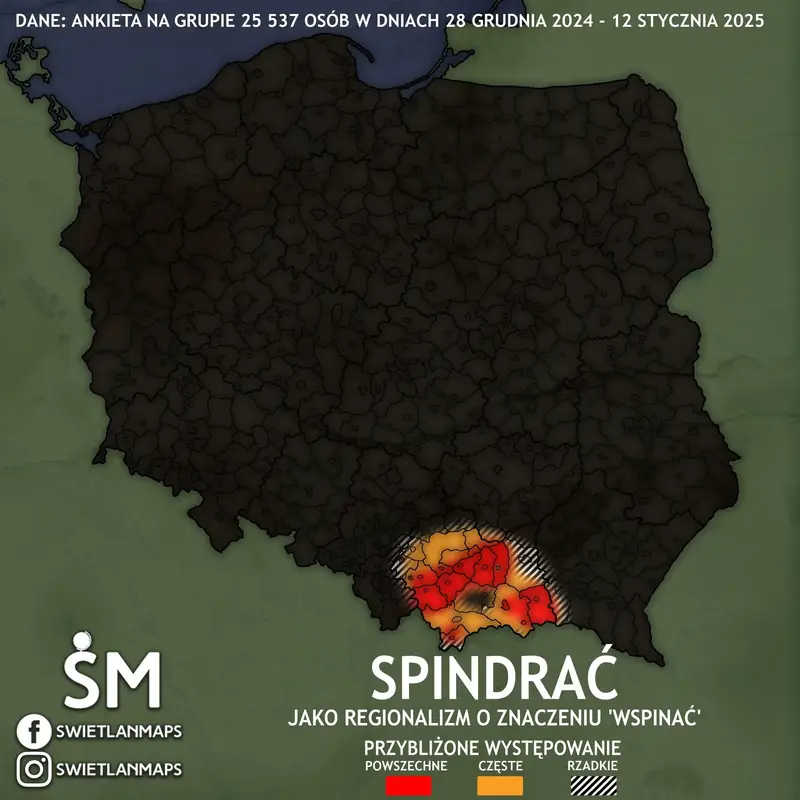 DANE: ANKIETA NA GRUPIE 25 537 OSÓB W DNIACH 28 GRUDNIA 2024 - 12 STYCZNIA 2025
ŚM
SWIETLANMAPS
SWIETLANMAPS
SPINDRAĆ
JAKO REGIONALIZM O ZNACZENIU 'WSPINAĆ'
PRZYBLIŻONE WYSTĘPOWANIE
POWSZECHNE CZĘSTE RZADKIE